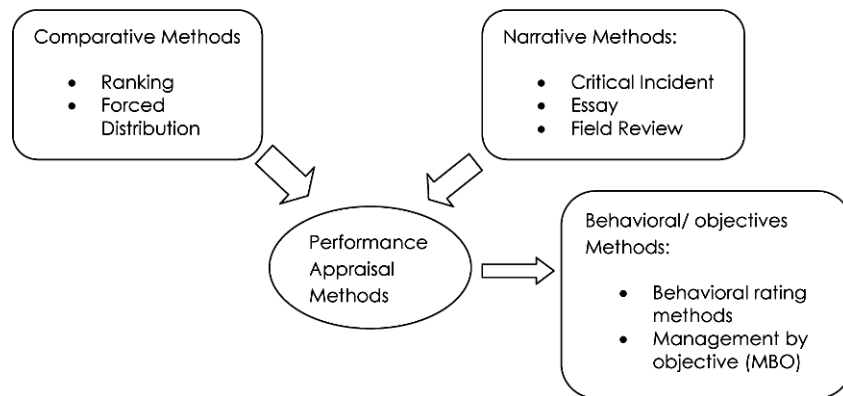 Comparative Methods
• Ranking
• Forced
Distribution
Narrative Methods:
• Critical Incident
• Essay
• Field Review
Performance
Appraisal
Methods
Behavioral/ objectives
Methods:
• Behavioral rating
methods
• Management by
objective (MBO)